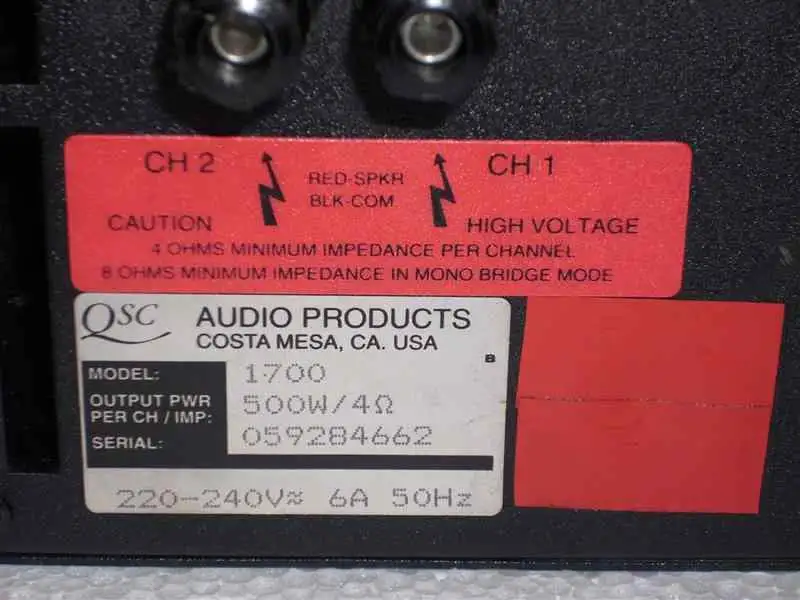 CH 2
RED-SPKR
BLK-COM
CH 1
CAUTION
HIGH VOLTAGE
4 OHMS MINIMUM IMPEDANCE PER CHANNEL
8 OHMS MINIMUM IMPEDANCE IN MONO BRIDGE MODE
QSC AUDIO PRODUCTS
COSTA MESA, CA. USA
B
MODEL: 1700
OUTPUT PWR
PER CH / IMP: 500W/4Ω
SERIAL: 059284662
220-240V≈ 6A 50Hz